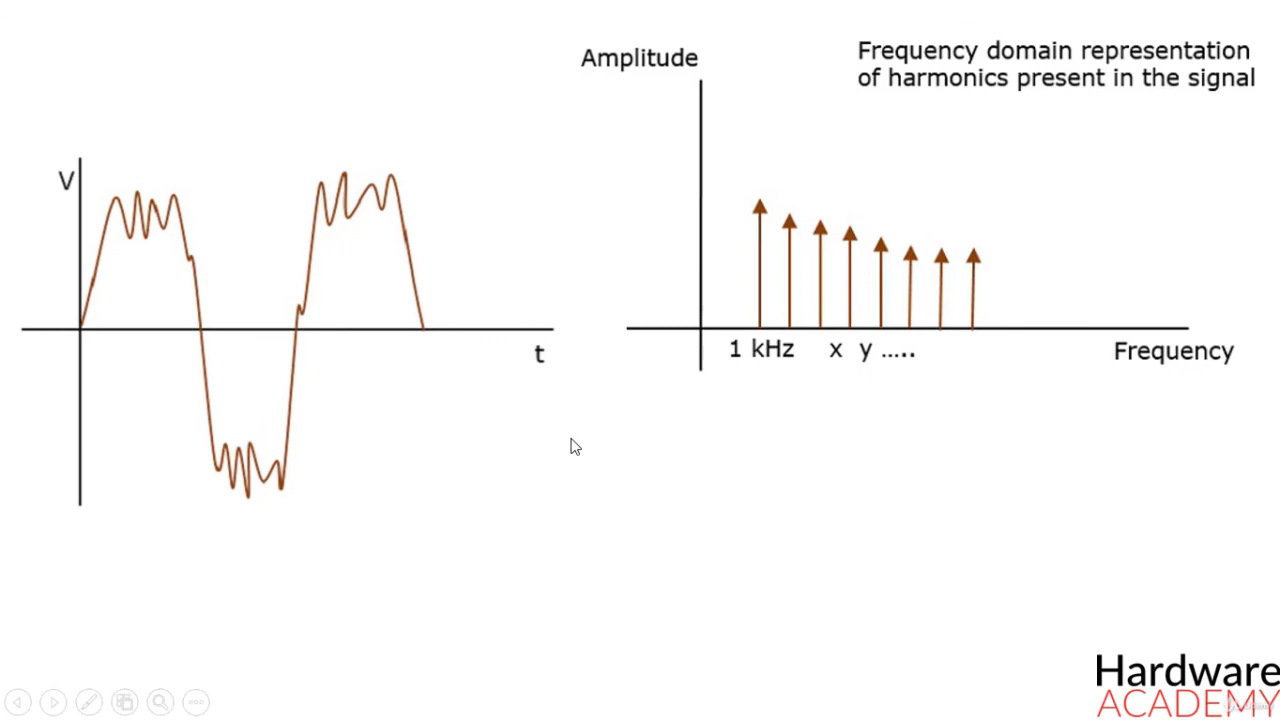 Amplitude
Frequency domain representation
of harmonics present in the signal
V
t
1 kHz x y .....
Frequency
Hardware
ACADEMY